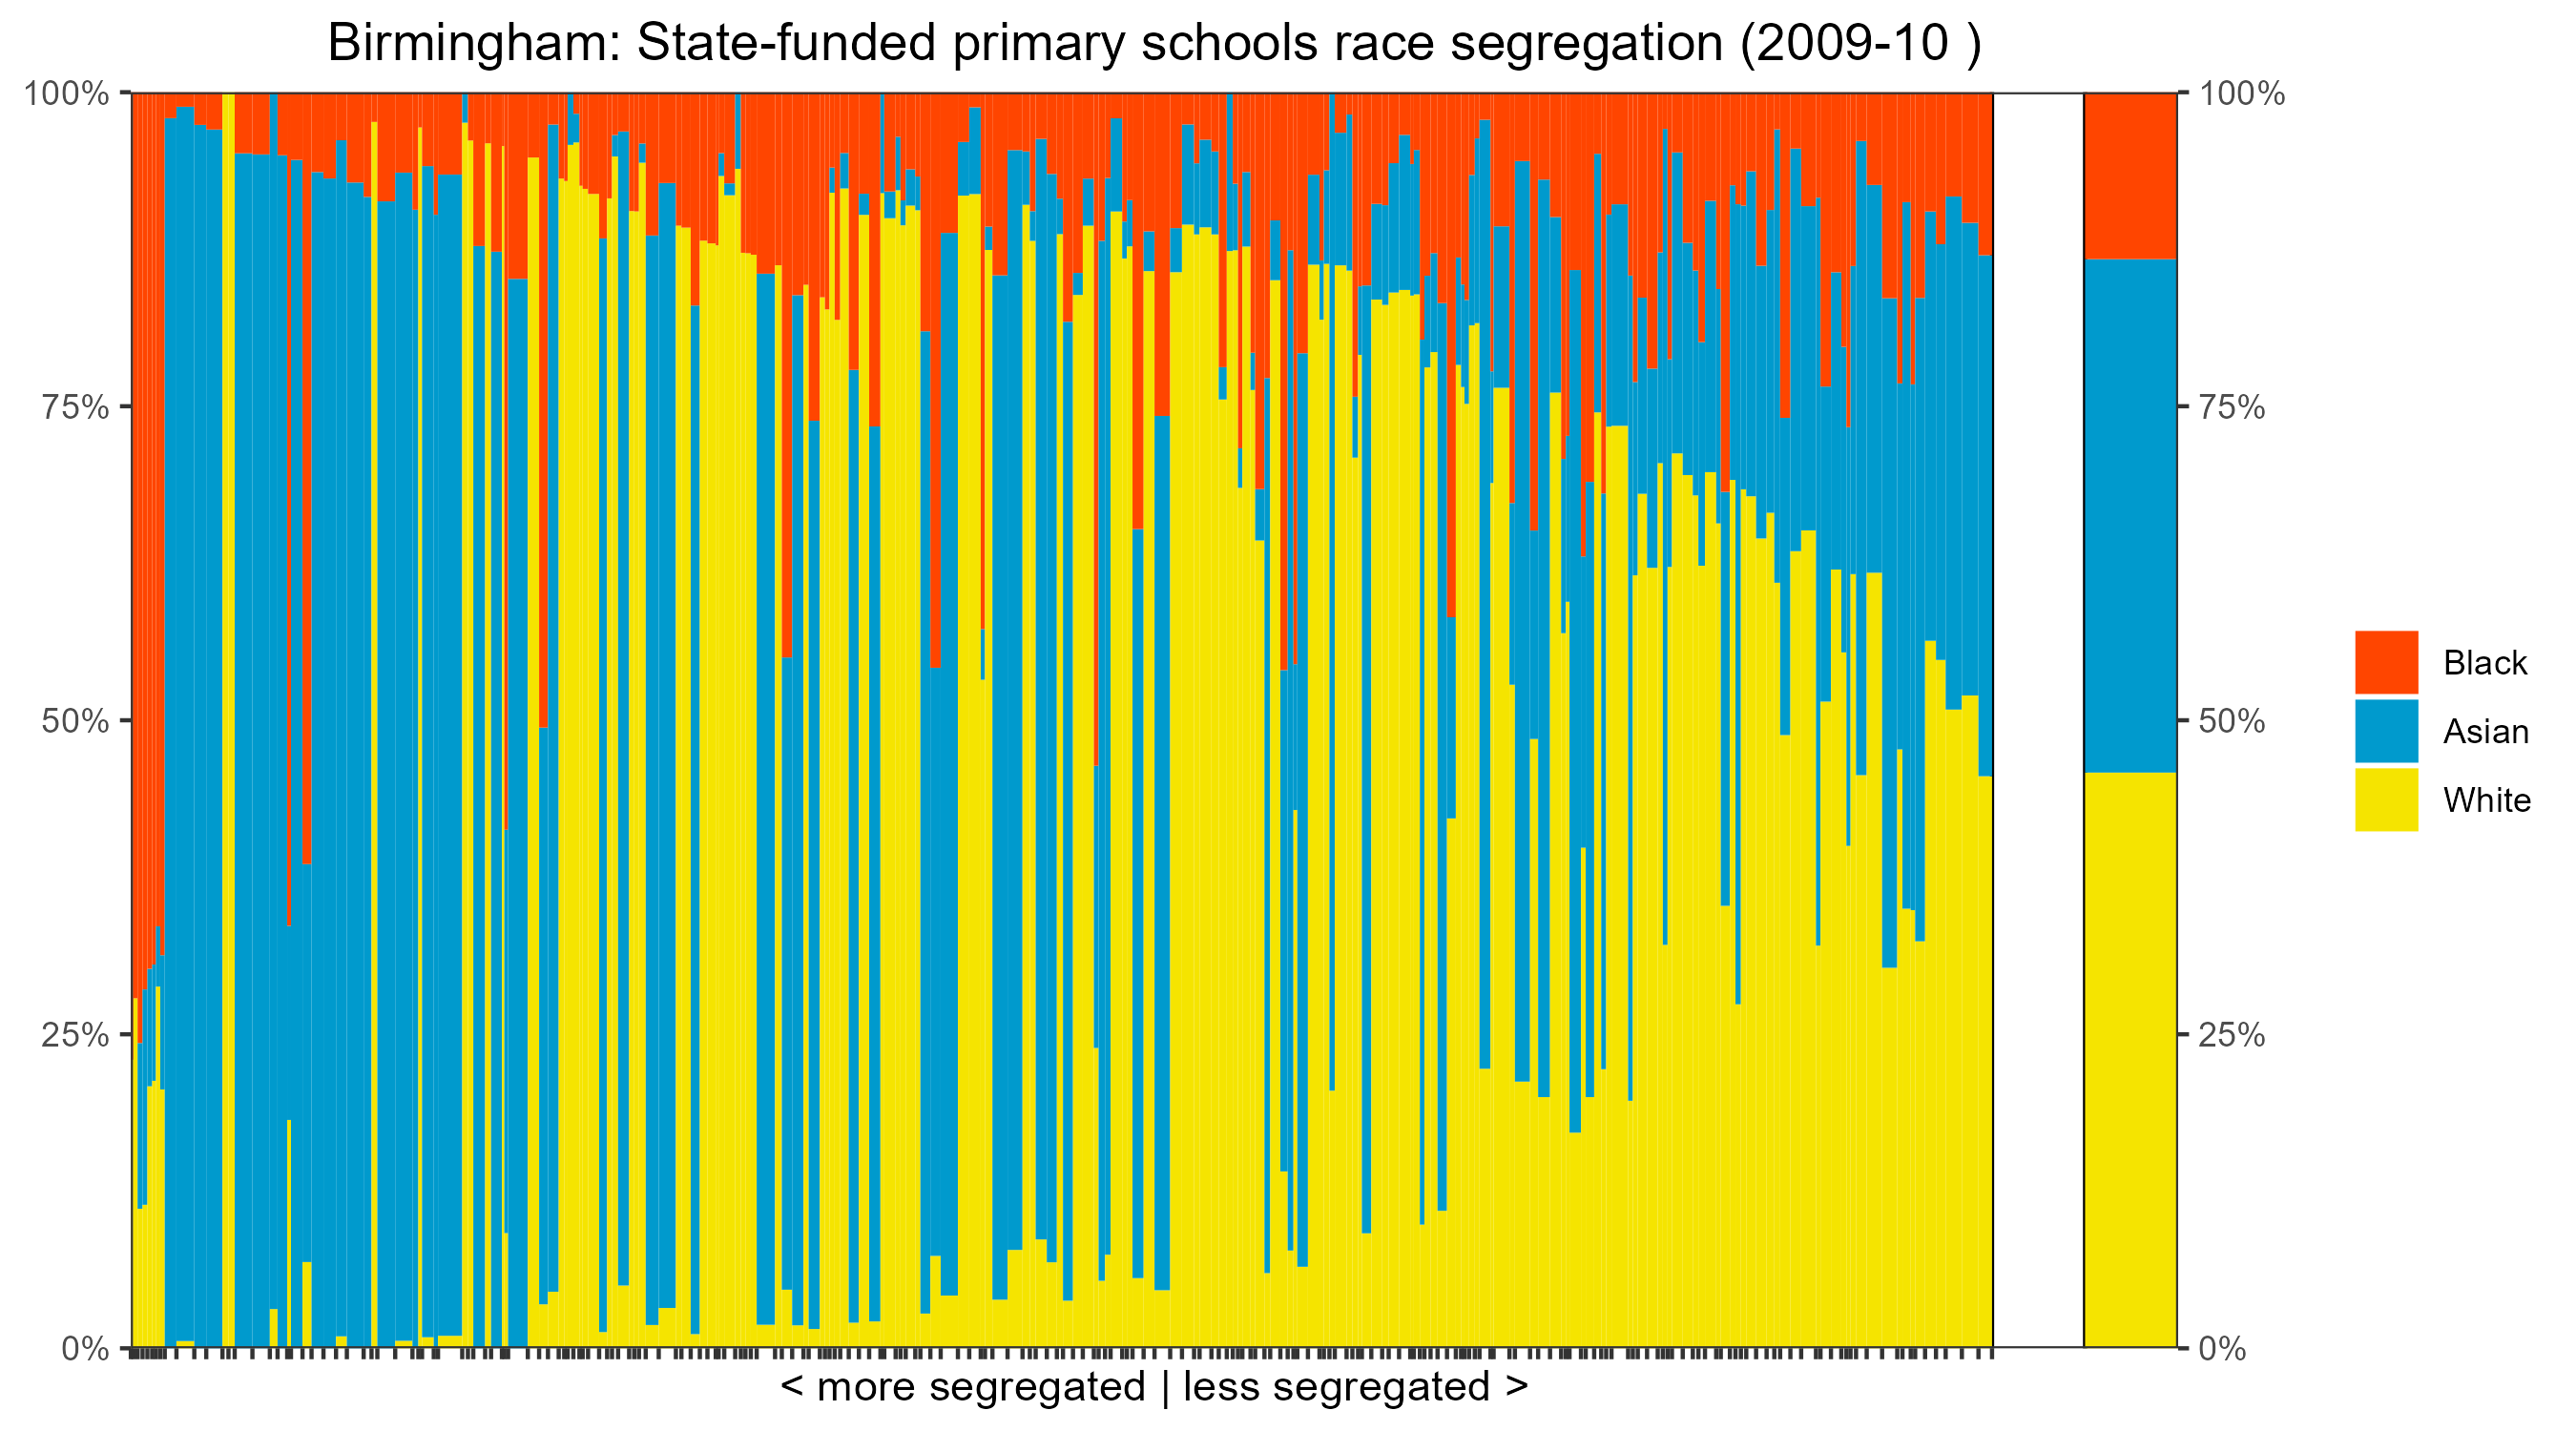 Birmingham: State-funded primary schools race segregation (2009-10 )
100%
75%
50%
25%
0%
100%
75%
50%
25%
0%
Black
Asian
White
< more segregated | less segregated >